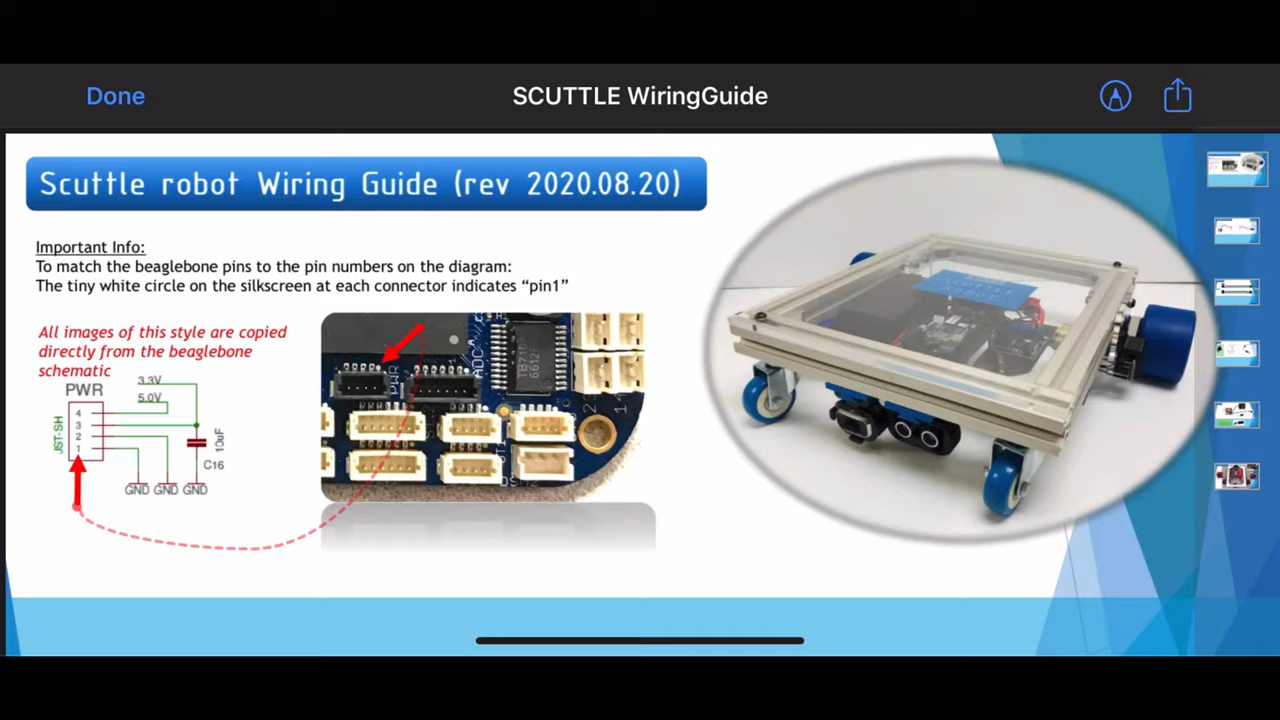 Done
SCUTTLE WiringGuide
Scuttle robot Wiring Guide (rev 2020.08.20)
Important Info:
To match the beaglebone pins to the pin numbers on the diagram:
The tiny white circle on the silkscreen at each connector indicates “pin1”
All images of this style are copied
directly from the beaglebone
schematic
PWR
3.3V
5.0V
JST-SH
4
3
2
1
10uF
C16
GND GND GND
PWR
ADC
6612